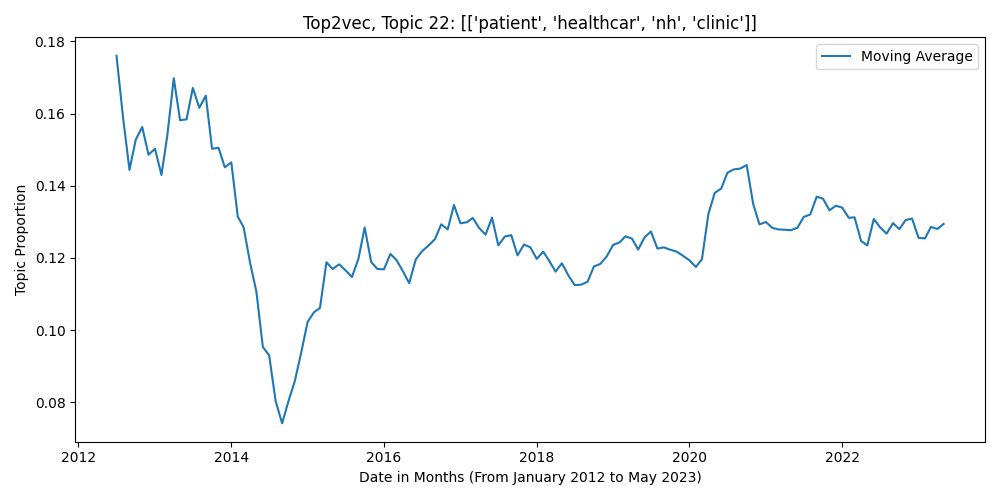 Top2vec, Topic 22: [['patient', 'healthcar', 'nh', 'clinic']]
Moving Average
0.18
0.16
0.14
0.12
0.10
0.08
Topic Proportion
2012 2014 2016 2018 2020 2022
Date in Months (From January 2012 to May 2023)